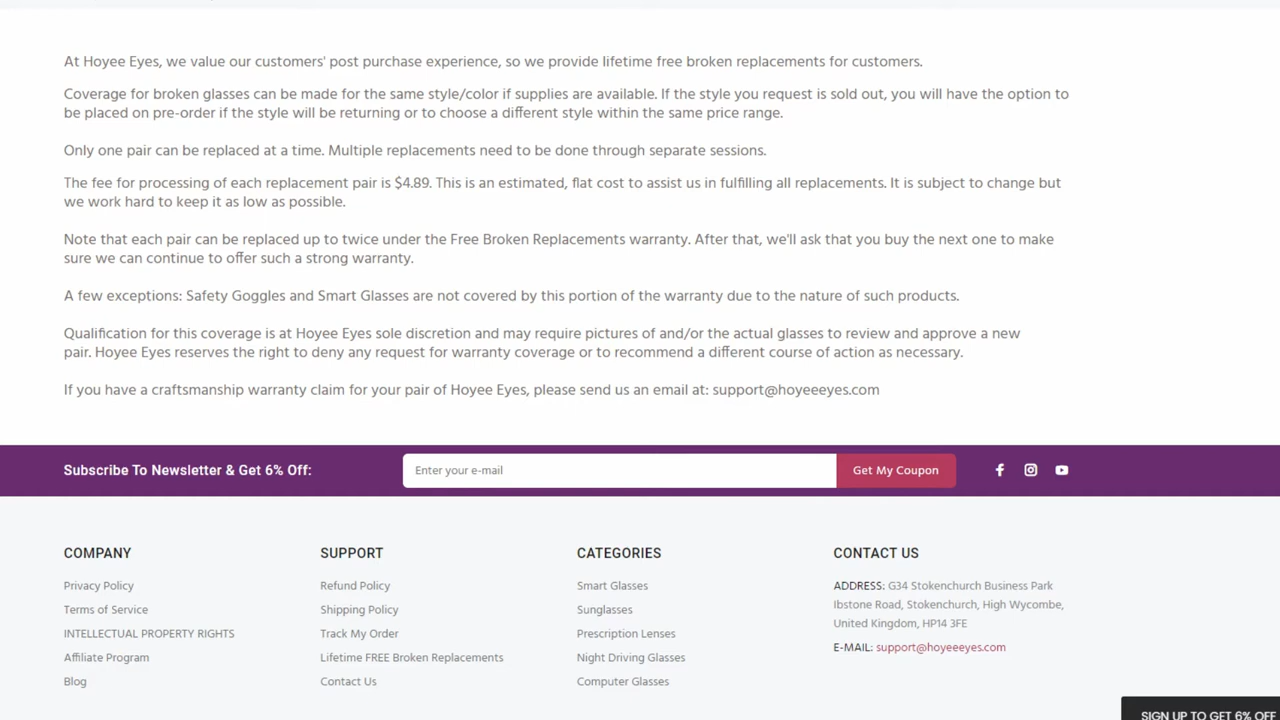 At Hoyee Eyes, we value our customers' post purchase experience, so we provide lifetime free broken replacements for customers.
Coverage for broken glasses can be made for the same style/color if supplies are available. If the style you request is sold out, you will have the option to
be placed on pre-order if the style will be returning or to choose a different style within the same price range.
Only one pair can be replaced at a time. Multiple replacements need to be done through separate sessions.
The fee for processing of each replacement pair is $4.89. This is an estimated, flat cost to assist us in fulfilling all replacements. It is subject to change but
we work hard to keep it as low as possible.
Note that each pair can be replaced up to twice under the Free Broken Replacements warranty. After that, we'll ask that you buy the next one to make
sure we can continue to offer such a strong warranty.
A few exceptions: Safety Goggles and Smart Glasses are not covered by this portion of the warranty due to the nature of such products.
Qualification for this coverage is at Hoyee Eyes sole discretion and may require pictures of and/or the actual glasses to review and approve a new
pair. Hoyee Eyes reserves the right to deny any request for warranty coverage or to recommend a different course of action as necessary.
If you have a craftsmanship warranty claim for your pair of Hoyee Eyes, please send us an email at: support@hoyeeeyes.com
Subscribe To Newsletter & Get 6% Off:
Enter your e-mail
Get My Coupon
COMPANY
Privacy Policy
Terms of Service
INTELLECTUAL PROPERTY RIGHTS
Affiliate Program
Blog
SUPPORT
Refund Policy
Shipping Policy
Track My Order
Lifetime FREE Broken Replacements
Contact Us
CATEGORIES
Smart Glasses
Sunglasses
Prescription Lenses
Night Driving Glasses
Computer Glasses
CONTACT US
ADDRESS: G34 Stokenchurch Business Park
Ibstone Road, Stokenchurch, High Wycombe,
United Kingdom, HP14 3FE
E-MAIL: support@hoyeeeyes.com
SIGN UP TO GET 6% OFF